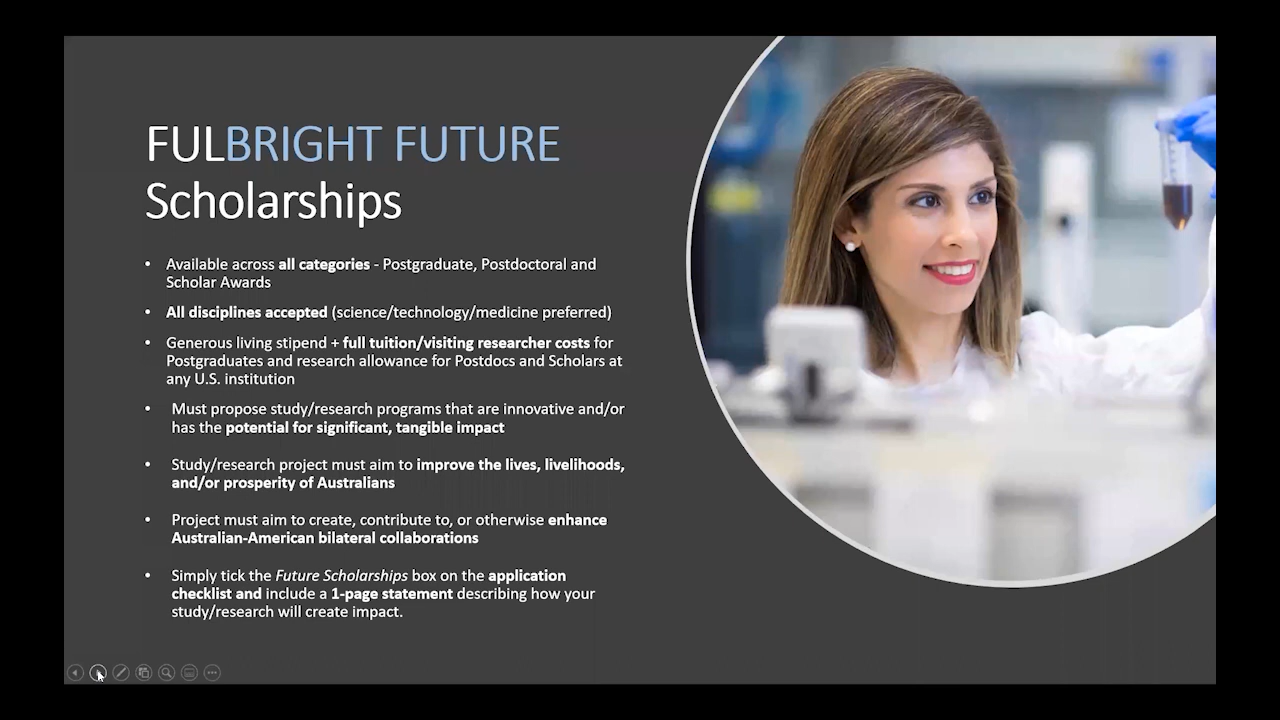 FULBRIGHT FUTURE
Scholarships
• Available across all categories - Postgraduate, Postdoctoral and
Scholar Awards
• All disciplines accepted (science/technology/medicine preferred)
• Generous living stipend + full tuition/visiting researcher costs for
Postgraduates and research allowance for Postdocs and Scholars at
any U.S. institution
• Must propose study/research programs that are innovative and/or
has the potential for significant, tangible impact
• Study/research project must aim to improve the lives, livelihoods,
and/or prosperity of Australians
• Project must aim to create, contribute to, or otherwise enhance
Australian-American bilateral collaborations
• Simply tick the Future Scholarships box on the application
checklist and include a 1-page statement describing how your
study/research will create impact.